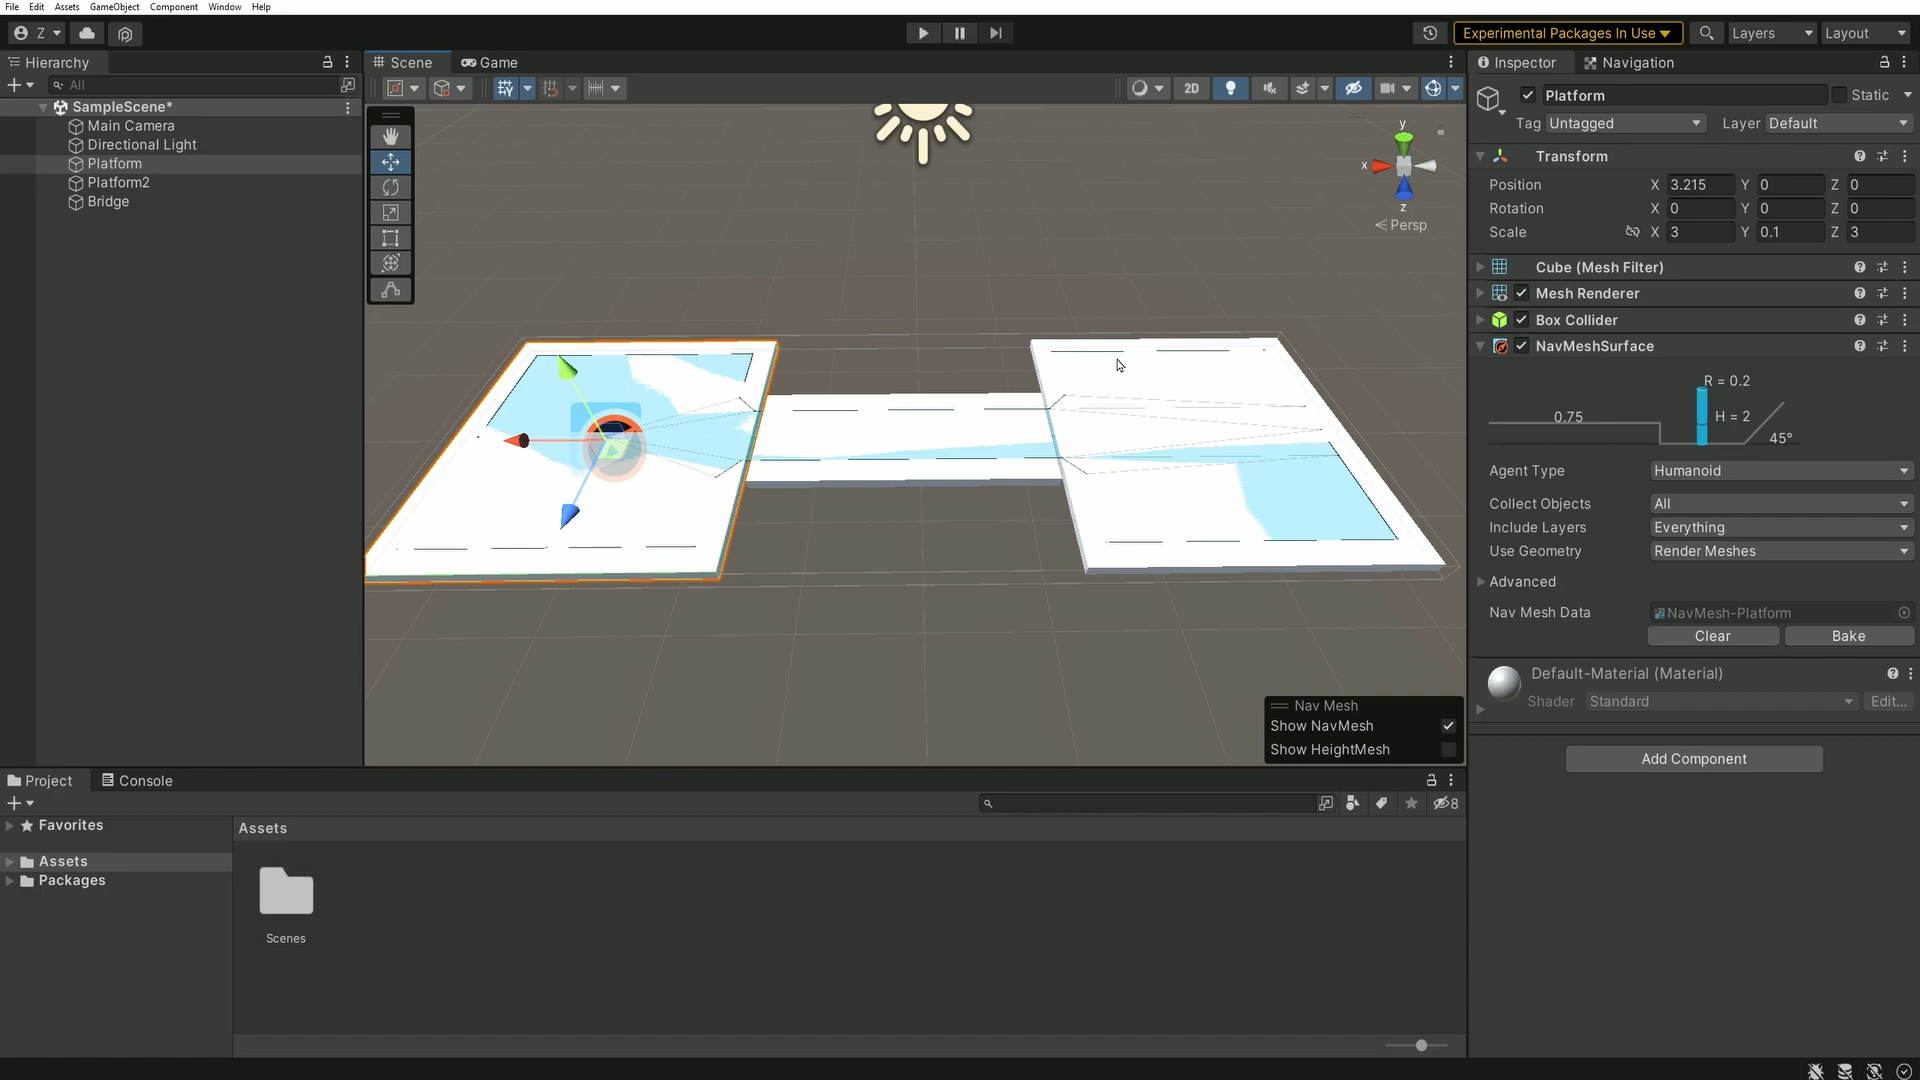 File Edit Assets GameObject Component Window Help
Z
Experimental Packages In Use
Layers
Layout
Hierarchy
All
SampleScene*
Main Camera
Directional Light
Platform
Platform2
Bridge
Scene
Game
2D
y
x
z
Persp
Nav Mesh
Show NavMesh
Show HeightMesh
Inspector
Navigation
Platform
Static
Tag Untagged
Layer Default
Transform
Position X 3.215 Y 0 Z 0
Rotation X 0 Y 0 Z 0
Scale X 3 Y 0.1 Z 3
Cube (Mesh Filter)
Mesh Renderer
Box Collider
NavMeshSurface
R = 0.2
0.75
H = 2
45°
Agent Type Humanoid
Collect Objects All
Include Layers Everything
Use Geometry Render Meshes
Advanced
Nav Mesh Data NavMesh-Platform
Clear
Bake
Default-Material (Material)
Shader Standard
Edit...
Add Component
Project
Console
8
Favorites
Assets
Packages
Assets
Scenes